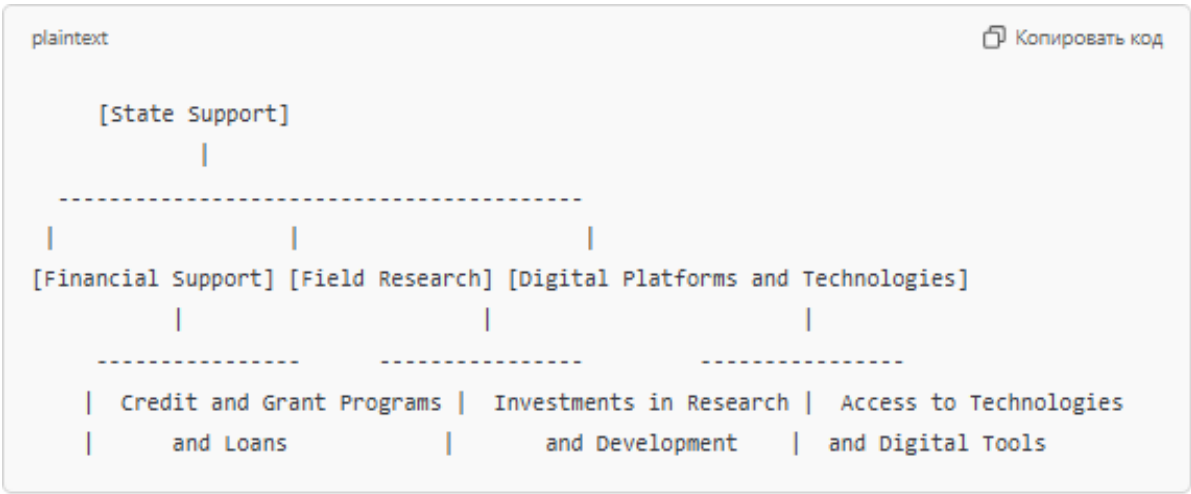 plaintext Копировать код
[State Support]
|
-----------------------------------------
| | |
[Financial Support] [Field Research] [Digital Platforms and Technologies]
| | |
---------------- ---------------- ----------------
| Credit and Grant Programs | Investments in Research | Access to Technologies
| and Loans | and Development | and Digital Tools